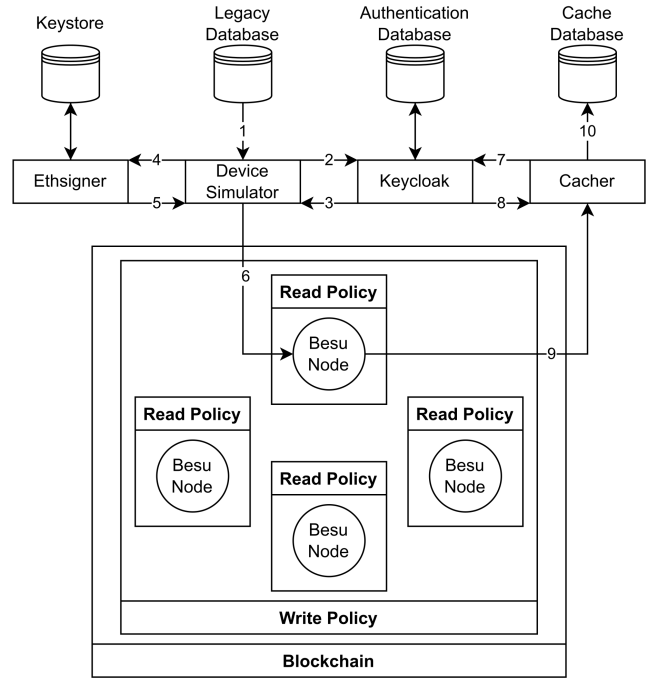 Keystore
Legacy
Database
Authentication
Database
Cache
Database
1
10
4
2
7
Ethsigner
Device
Simulator
Keycloak
Cacher
5
3
8
6
Read Policy
Besu
Node
9
Read Policy
Besu
Node
Read Policy
Besu
Node
Read Policy
Besu
Node
Write Policy
Blockchain